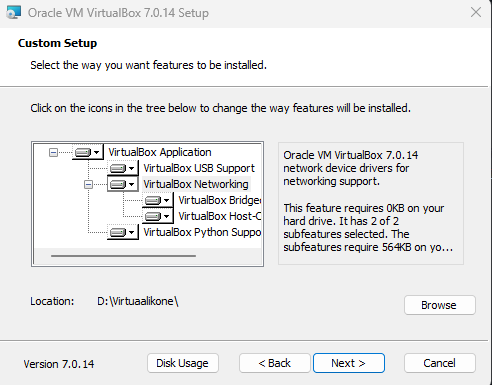 Oracle VM VirtualBox 7.0.14 Setup
Custom Setup
Select the way you want features to be installed.
Click on the icons in the tree below to change the way features will be installed.
VirtualBox Application
VirtualBox USB Support
VirtualBox Networking
VirtualBox Bridge
VirtualBox Host-
VirtualBox Python Suppo
Oracle VM VirtualBox 7.0.14
network device drivers for
networking support.
This feature requires 0KB on your
hard drive. It has 2 of 2
subfeatures selected. The
subfeatures require 564KB on yo...
Location:
D:\Virtuaalikone\
Browse
Version 7.0.14
Disk Usage
< Back
Next >
Cancel